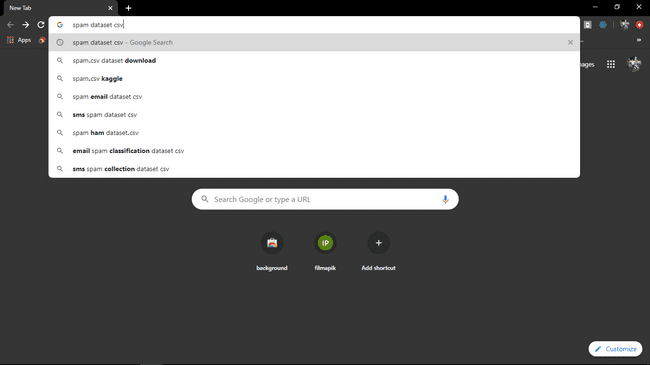 New Tab
spam dataset csv
Apps
spam dataset csv - Google Search
spam.csv dataset download
spam.csv kaggle
spam email dataset csv
sms spam dataset csv
spam ham dataset.csv
email spam classification dataset csv
sms spam collection dataset csv
Search Google or type a URL
IP
background
filmapik
Add shortcut
Customize